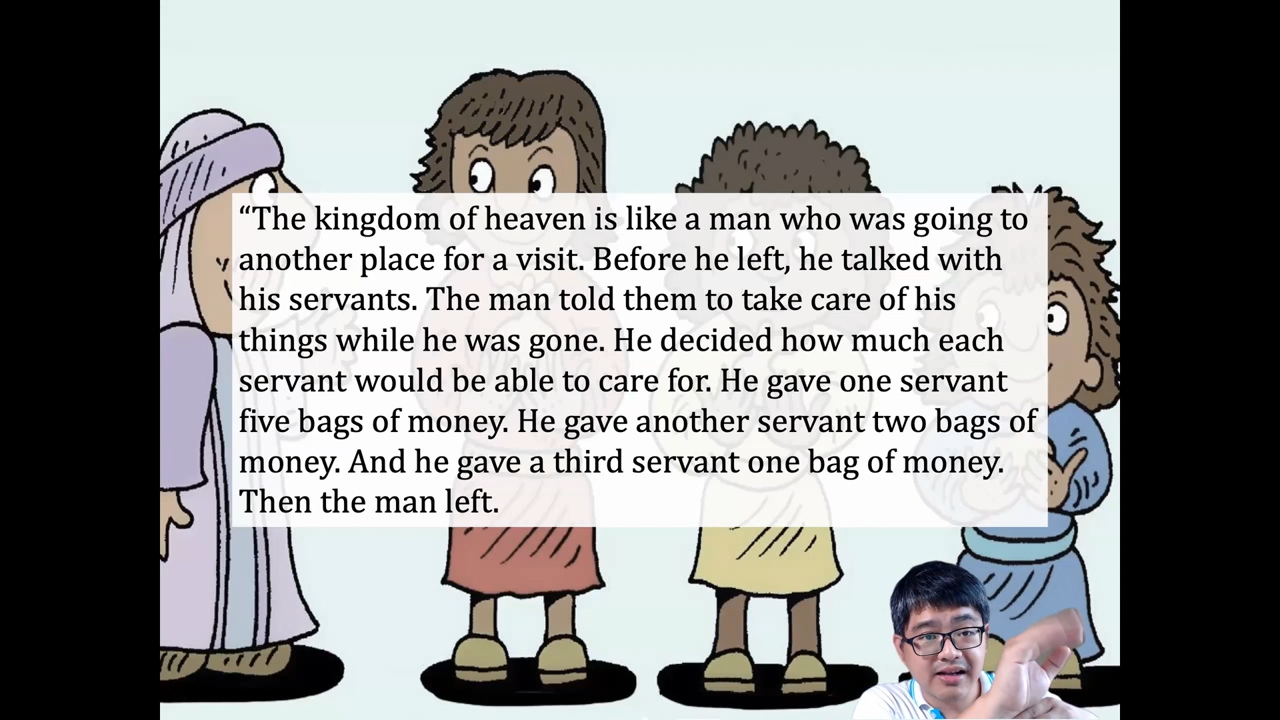 “The kingdom of heaven is like a man who was going to
another place for a visit. Before he left, he talked with
his servants. The man told them to take care of his
things while he was gone. He decided how much each
servant would be able to care for. He gave one servant
five bags of money. He gave another servant two bags of
money. And he gave a third servant one bag of money.
Then the man left.